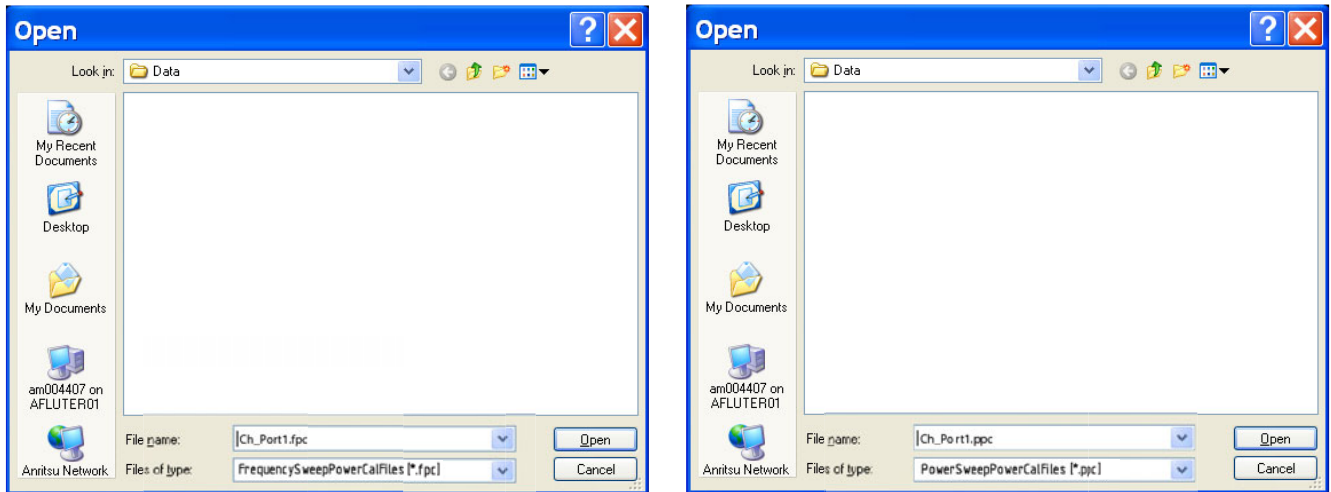 Open
Look in: Data
My Recent
Documents
Desktop
My Documents
am004407 on
AFLUTER01
Anritsu Network
File name: Ch_Port1.fpc Open
Files of type: FrequencySweepPowerCalFiles (*.fpc) Cancel
Open
Look in: Data
My Recent
Documents
Desktop
My Documents
am004407 on
AFLUTER01
Anritsu Network
File name: Ch_Port1.ppc Open
Files of type: PowerSweepPowerCalFiles (*.ppc) Cancel